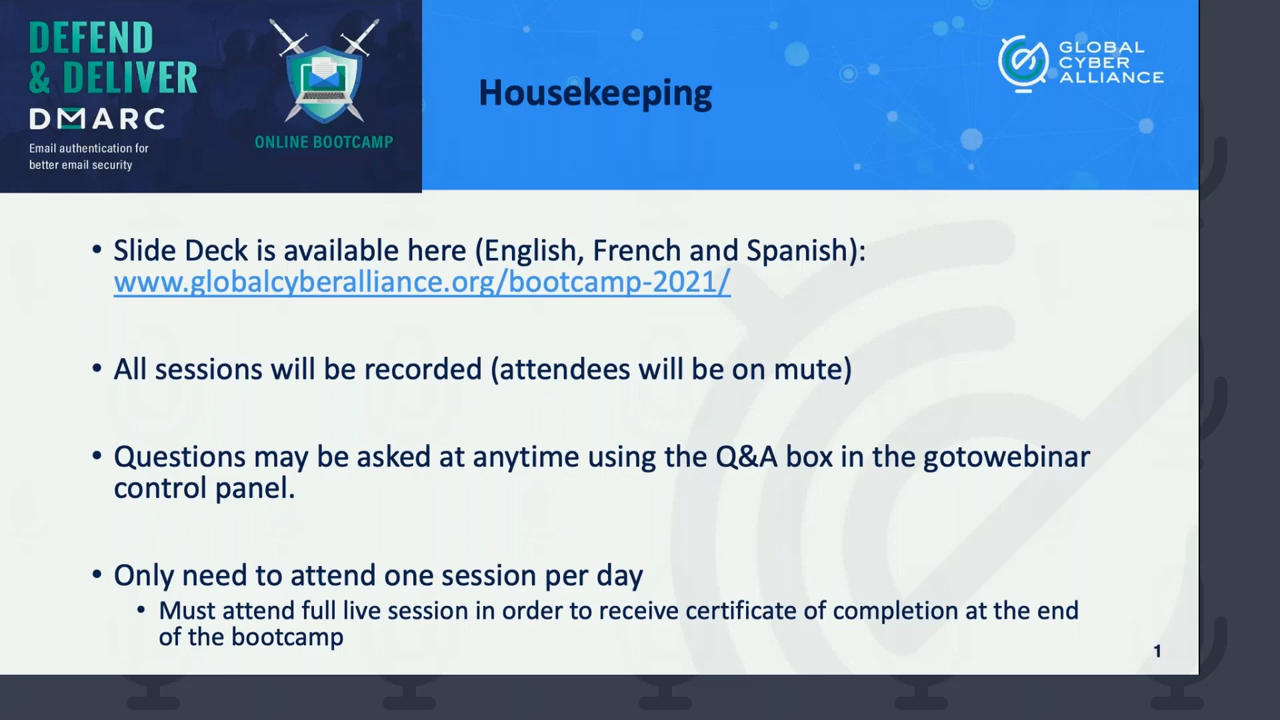 DEFEND
& DELIVER
DMARC
Email authentication for
better email security
ONLINE BOOTCAMP
Housekeeping
GLOBAL
CYBER
ALLIANCE
• Slide Deck is available here (English, French and Spanish):
www.globalcyberalliance.org/bootcamp-2021/
• All sessions will be recorded (attendees will be on mute)
• Questions may be asked at anytime using the Q&A box in the gotowebinar
control panel.
• Only need to attend one session per day
• Must attend full live session in order to receive certificate of completion at the end
of the bootcamp
1